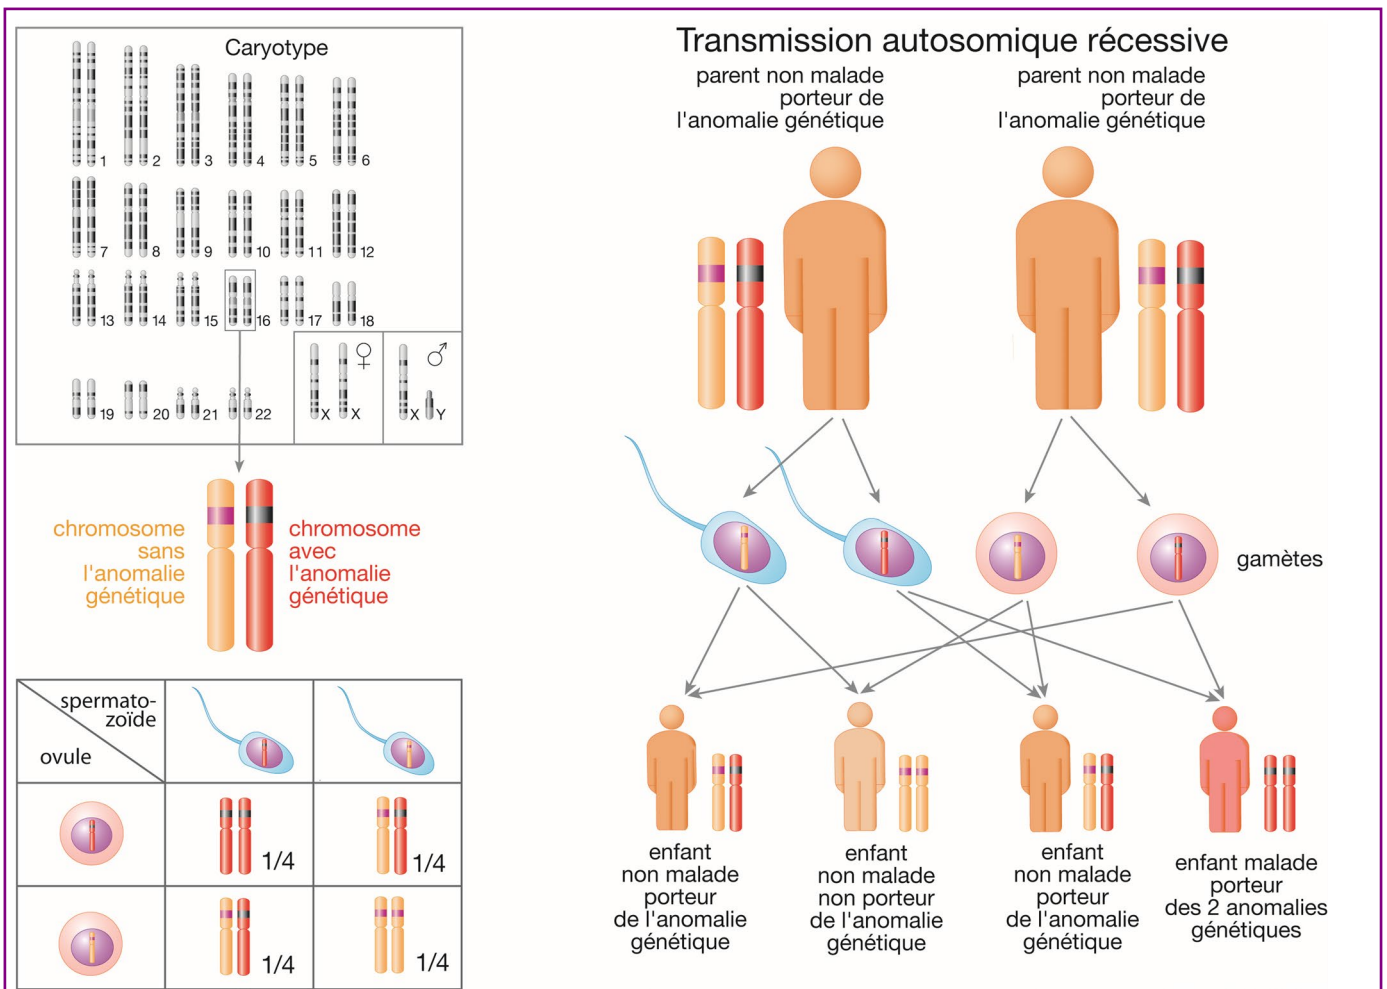 Caryotype
1
2
3
4
5
6
7
8
9
10
11
12
13
14
15
16
17
18
19
20
21
22
♀
X
X
♂
X
Y
chromosome
sans
l'anomalie
génétique
chromosome
avec
l'anomalie
génétique
spermato-
zoïde
ovule
1/4
1/4
1/4
1/4
Transmission autosomique récessive
parent non malade
porteur de
l'anomalie génétique
parent non malade
porteur de
l'anomalie génétique
gamètes
enfant
non malade
porteur
de l'anomalie
génétique
enfant
non malade
non porteur
de l'anomalie
génétique
enfant
non malade
porteur
de l'anomalie
génétique
enfant malade
porteur
des 2 anomalies
génétiques